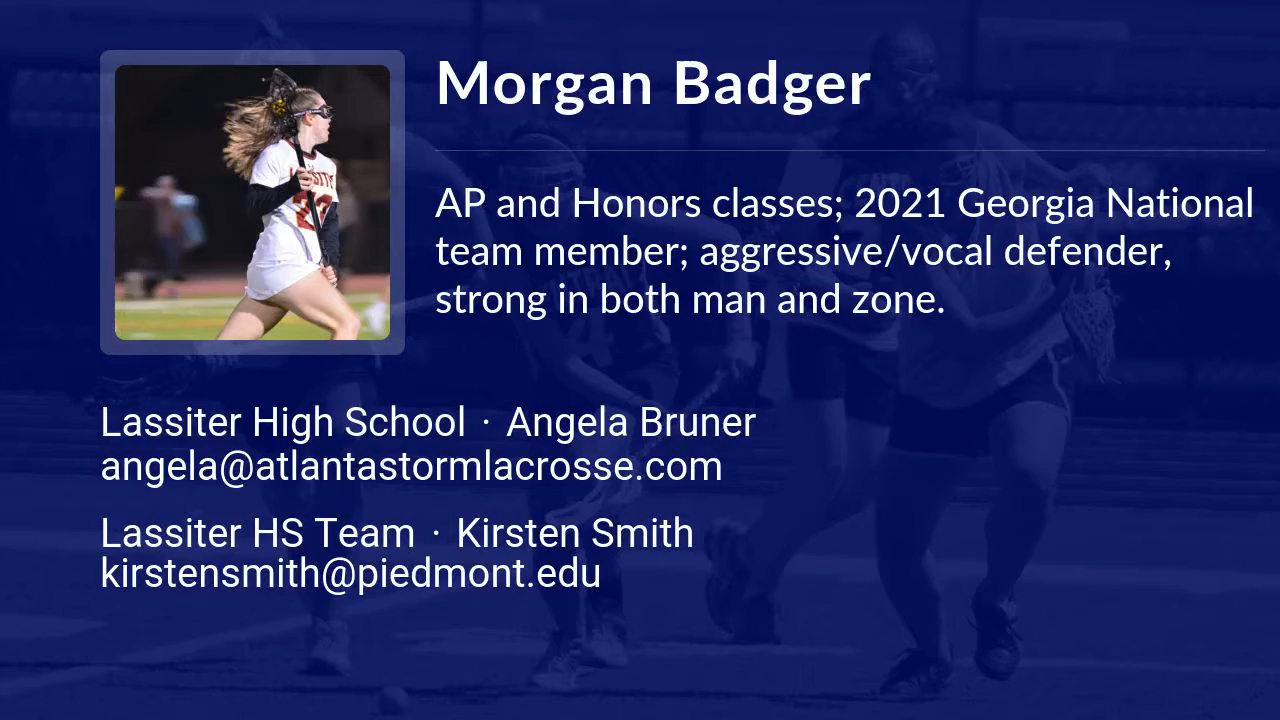 Morgan Badger
AP and Honors classes; 2021 Georgia National
team member; aggressive/vocal defender,
strong in both man and zone.
Lassiter High School · Angela Bruner
angela@atlantastormlacrosse.com
Lassiter HS Team · Kirsten Smith
kirstensmith@piedmont.edu